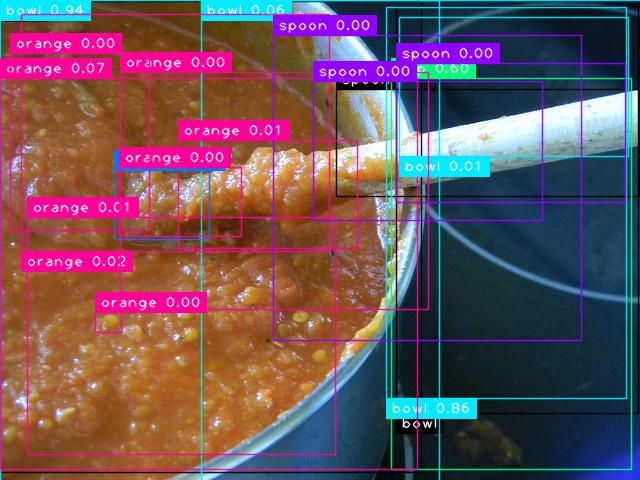 bowl 0.94
bowl 0.06
spoon 0.00
orange 0.00
spoon 0.00
orange 0.00
orange 0.07
spoon 0.00
p 0.60
spoon
orange 0.01
orange 0.00
bowl 0.01
orange 0.01
orange 0.02
orange 0.00
bowl 0.86
bowl